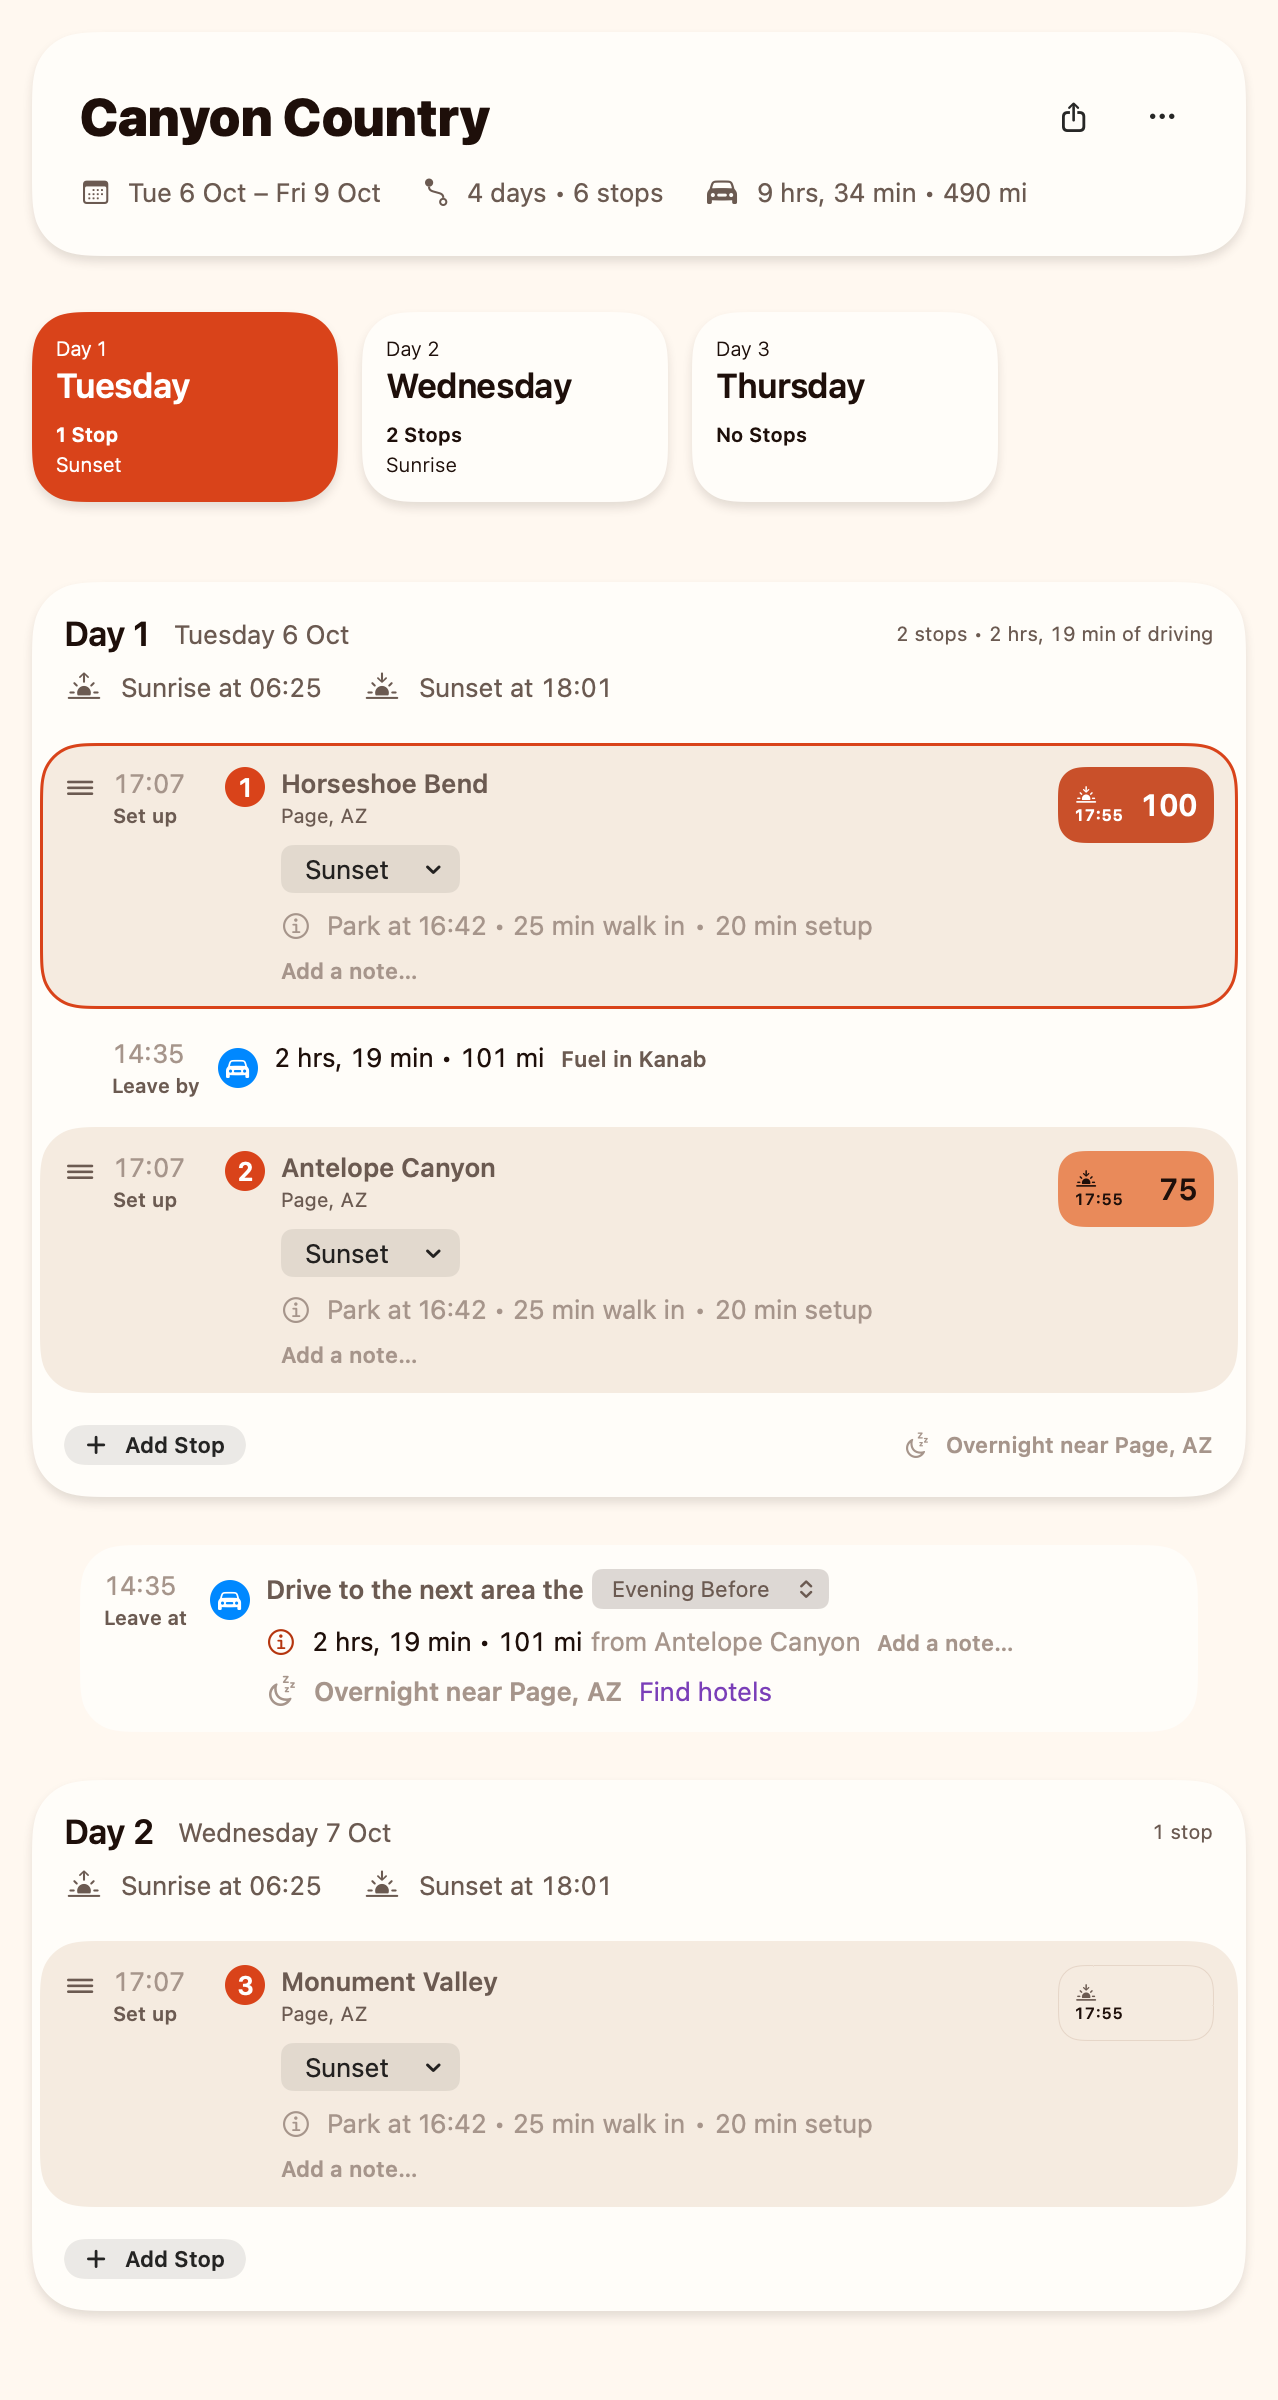 Canyon Country
Tue 6 Oct – Fri 9 Oct 4 days • 6 stops 9 hrs, 34 min • 490 mi
Day 1
Tuesday
1 Stop
Sunset
Day 2
Wednesday
2 Stops
Sunrise
Day 3
Thursday
No Stops
Day 1 Tuesday 6 Oct 2 stops • 2 hrs, 19 min of driving
Sunrise at 06:25 Sunset at 18:01
17:07 1 Horseshoe Bend
Set up Page, AZ
17:55 100
Sunset
Park at 16:42 • 25 min walk in • 20 min setup
Add a note...
14:35 2 hrs, 19 min • 101 mi Fuel in Kanab
Leave by
17:07 2 Antelope Canyon
Set up Page, AZ
17:55 75
Sunset
Park at 16:42 • 25 min walk in • 20 min setup
Add a note...
+ Add Stop Overnight near Page, AZ
14:35 Drive to the next area the Evening Before
Leave at
2 hrs, 19 min • 101 mi from Antelope Canyon Add a note...
Overnight near Page, AZ Find hotels
Day 2 Wednesday 7 Oct 1 stop
Sunrise at 06:25 Sunset at 18:01
17:07 3 Monument Valley
Set up Page, AZ
17:55
Sunset
Park at 16:42 • 25 min walk in • 20 min setup
Add a note...
+ Add Stop